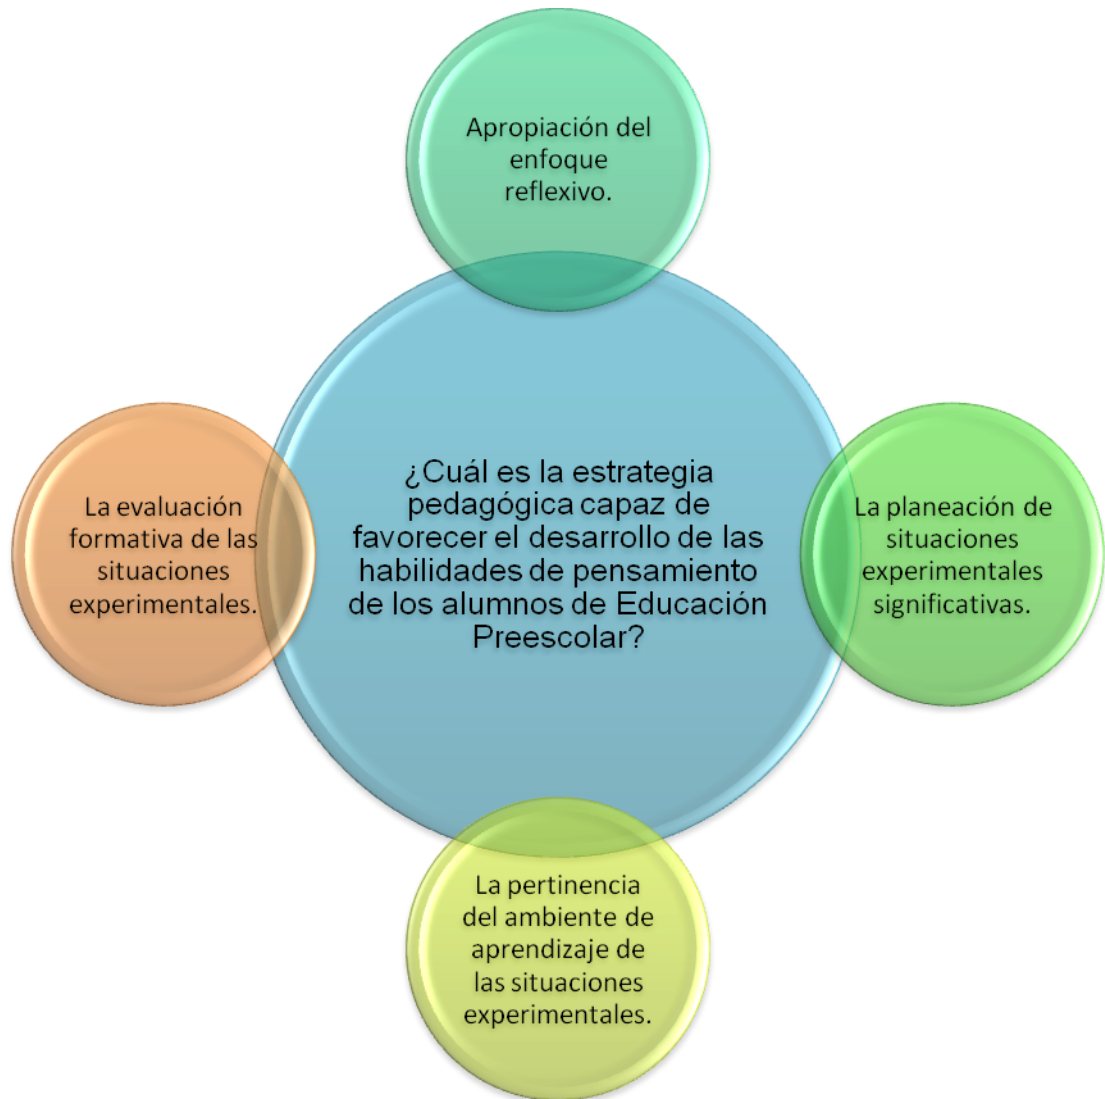 Apropiación del
enfoque
reflexivo.
¿Cuál es la estrategia
pedagógica capaz de
favorecer el desarrollo de las
habilidades de pensamiento
de los alumnos de Educación
Preescolar?
La evaluación
formativa de las
situaciones
experimentales.
La planeación de
situaciones
experimentales
significativas.
La pertinencia
del ambiente de
aprendizaje de
las situaciones
experimentales.